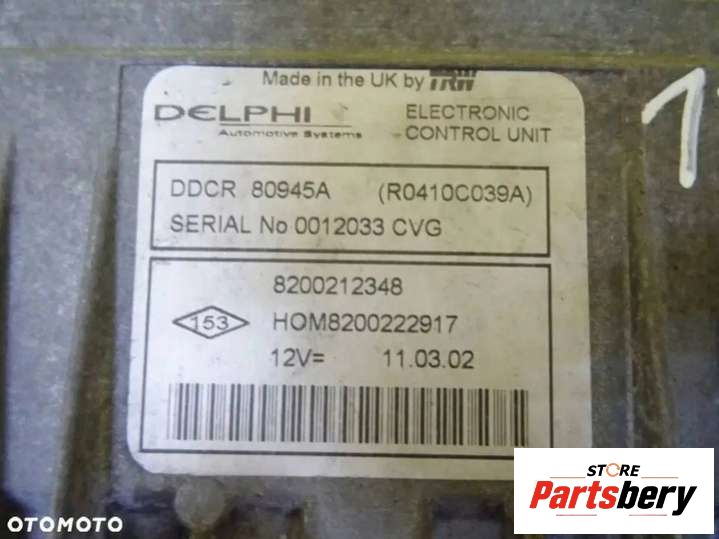 Made in the UK by TRW
DELPHI
Automotive Systems
ELECTRONIC
CONTROL UNIT
DDCR 80945A (R0410C039A)
SERIAL No 0012033 CVG
8200212348
153
HOM8200222917
12V= 11.03.02
STORE
Partsbery
OTOMOTO